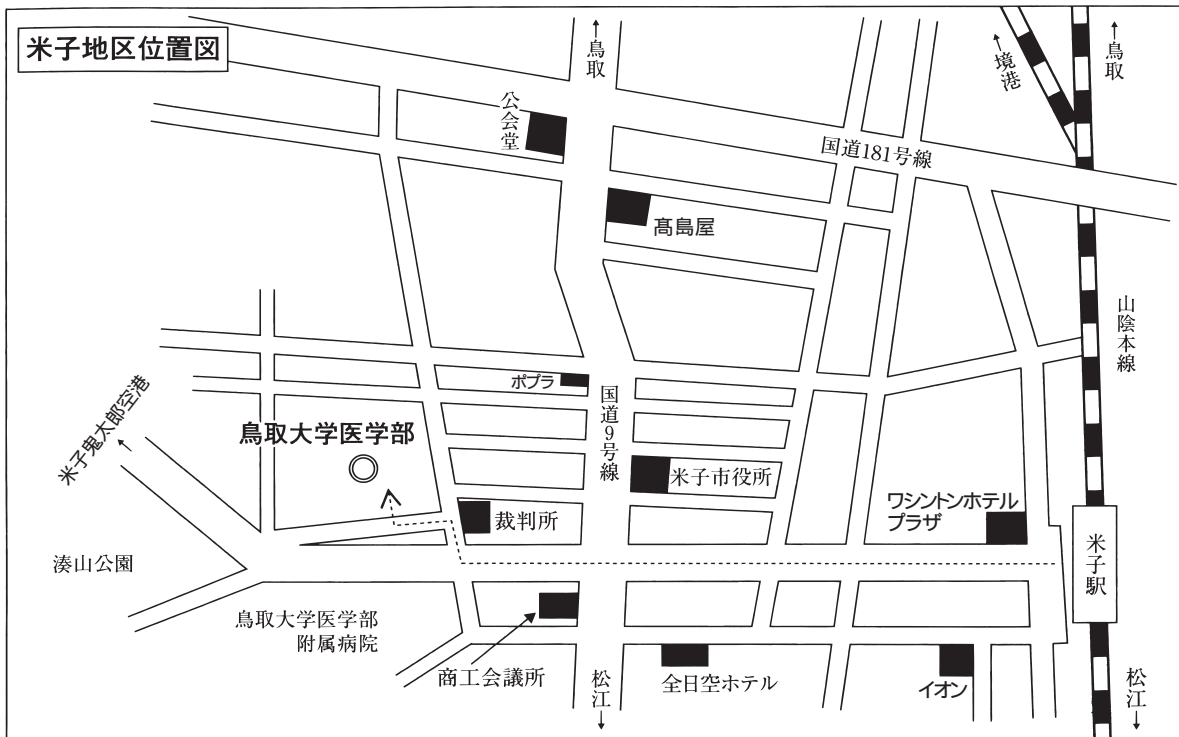 米子地区位置図
↑鳥取
↑境港
↑鳥取
公会堂
国道181号線
髙島屋
山陰本線
ポプラ
国道9号線
米子鬼太郎空港
鳥取大学医学部
米子市役所
ワシントンホテル
プラザ
裁判所
米子駅
湊山公園
鳥取大学医学部
附属病院
商工会議所
松江↓
全日空ホテル
イオン
松江↓